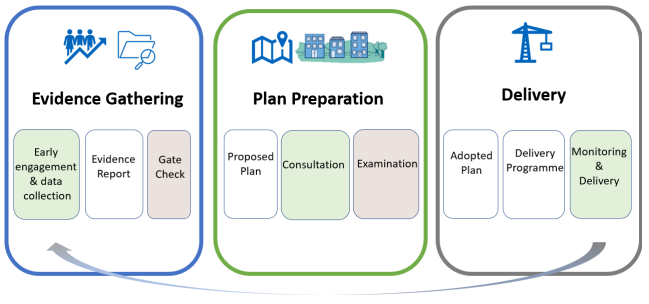 Evidence Gathering
Early
engagement
& data
collection
Evidence
Report
Gate
Check
Plan Preparation
Proposed
Plan
Consultation
Examination
Delivery
Adopted
Plan
Delivery
Programme
Monitoring
&
Delivery